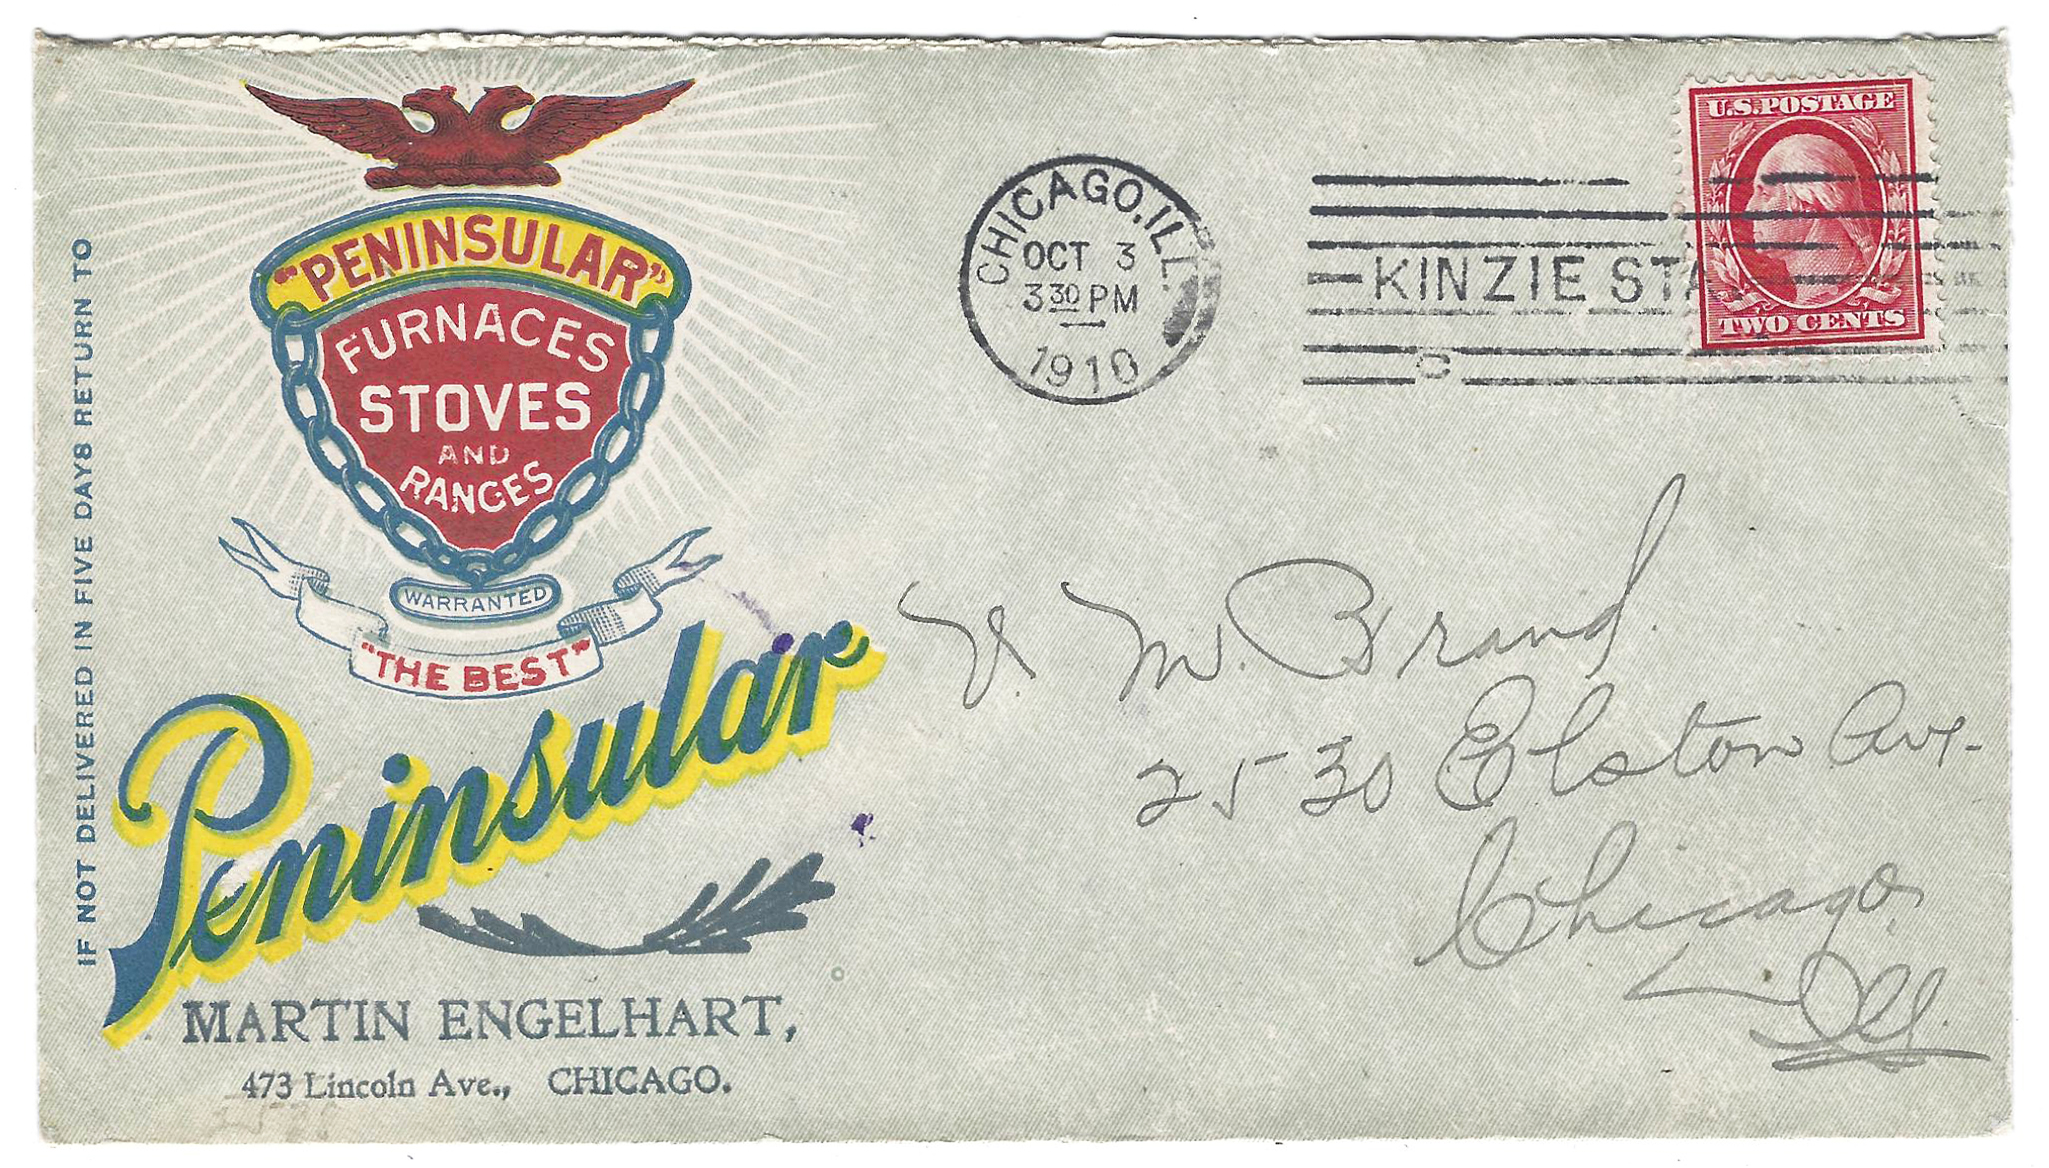 IF NOT DELIVERED IN FIVE DAYS RETURN TO
"PENINSULAR"
FURNACES
STOVES
AND
RANGES
WARRANTED
"THE BEST"
Peninsular
MARTIN ENGELHART,
473 Lincoln Ave., CHICAGO.
CHICAGO, ILL.
OCT 3
3 30 PM
1910
KINZIE STA
C
U.S. POSTAGE
TWO CENTS
M. Brand.
2530 Elston Ave.
Chicago.
Ill.